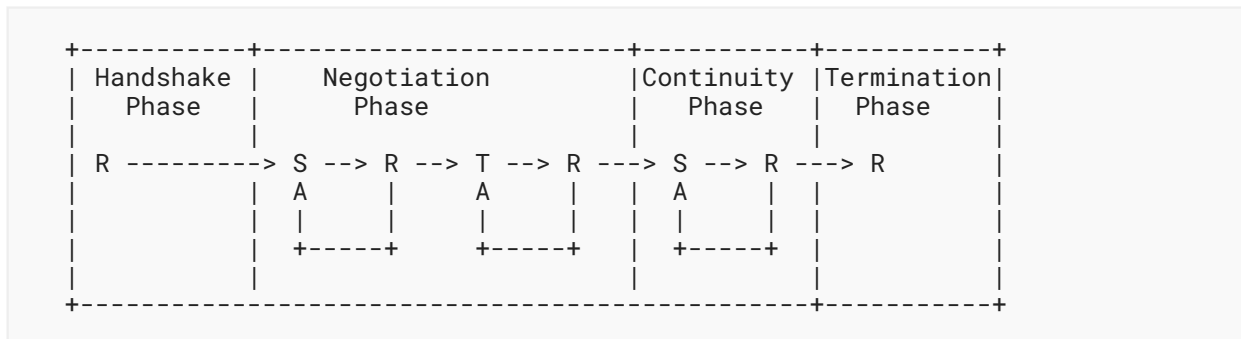 +-----------+------------------------+-----------+-----------+
| Handshake |    Negotiation         |Continuity |Termination|
|   Phase   |      Phase             |   Phase   |  Phase    |
|           |                        |           |           |
| R ---------> S --> R --> T --> R ---> S --> R ---> R       |
|           |  A     |     A     |   |  A     |  |           |
|           |  |     |     |     |   |  |     |  |           |
|           |  +-----+     +-----+   |  +-----+  |           |
|           |                        |           |           |
+------------------------------------------------+-----------+